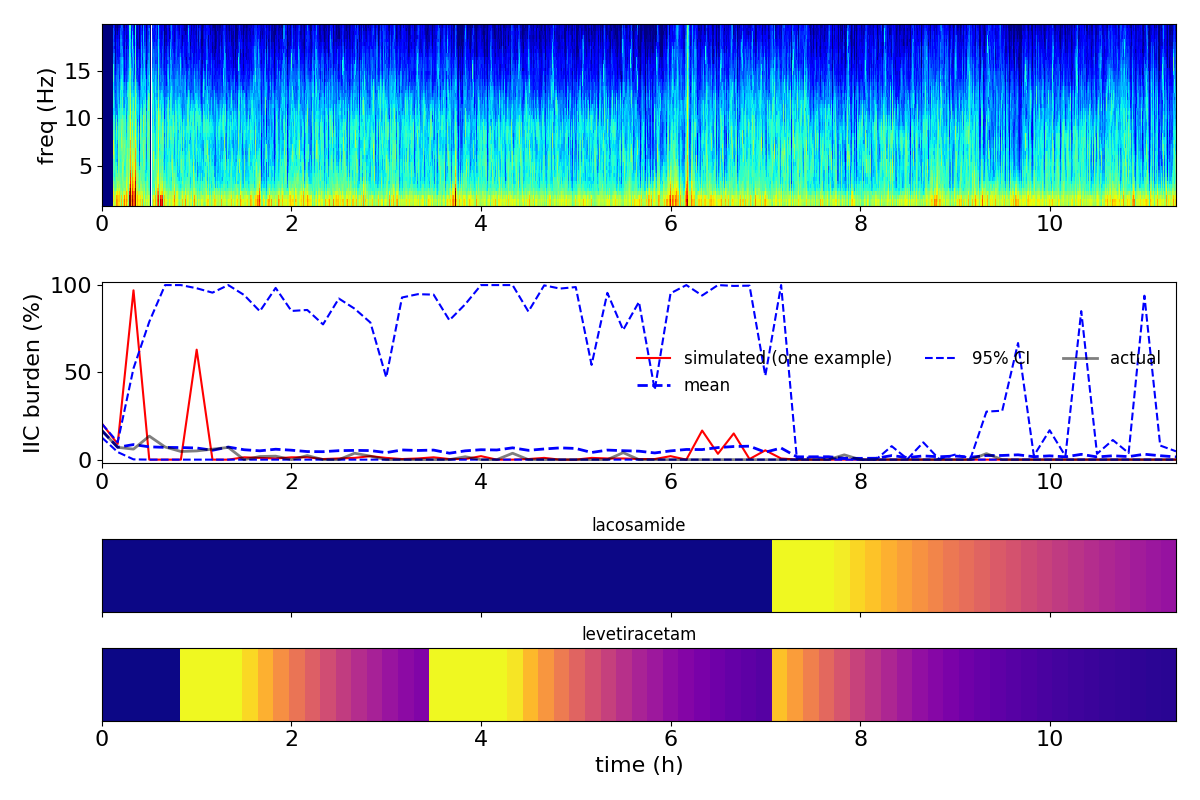 freq (Hz)
15
10
5
0 2 4 6 8 10
IIC burden (%)
100
50
0
simulated (one example) 95% CI actual
mean
0 2 4 6 8 10
lacosamide
levetiracetam
0 2 4 6 8 10
time (h)